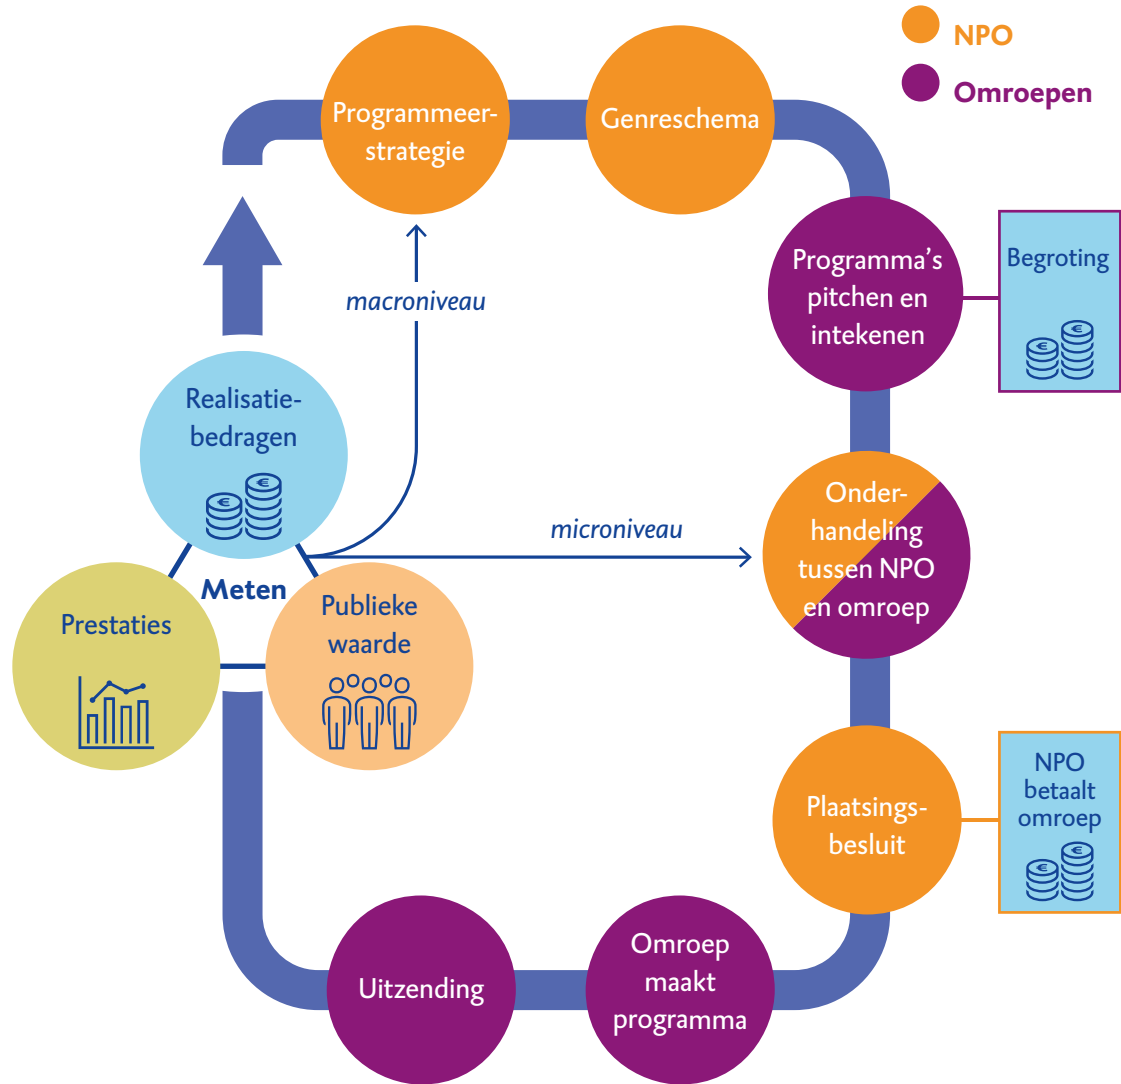 NPO
Omroepen
Programmeer-
strategie
Genreschema
Programma's
pitchen en
intekenen
Begroting
€
€
macroniveau
Realisatie-
bedragen
€
€
Onder-
handeling
tussen NPO
en omroep
microniveau
Meten
Prestaties
Publieke
waarde
Plaatsings-
besluit
NPO
betaalt
omroep
€
€
Omroep
maakt
programma
Uitzending